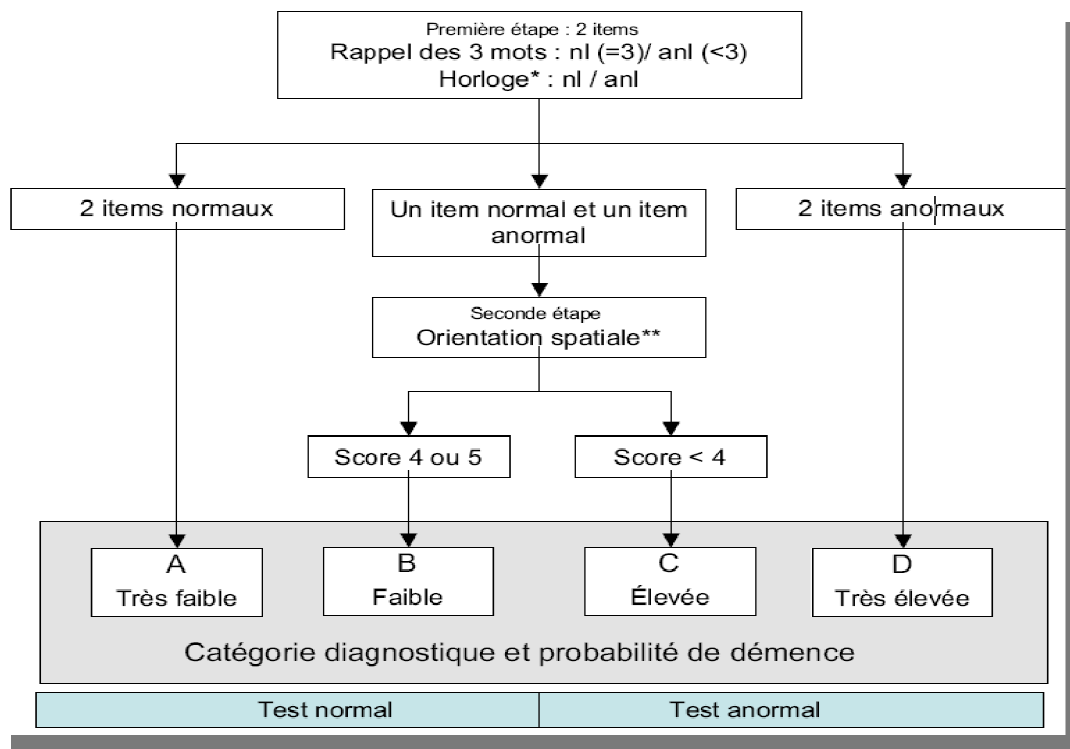 Première étape : 2 items
Rappel des 3 mots : nl (=3)/ anl (<3)
Horloge* : nl / anl
2 items normaux
Un item normal et un item
anormal
2 items anormaux
Seconde étape
Orientation spatiale**
Score 4 ou 5
Score < 4
A
Très faible
B
Faible
C
Élevée
D
Très élevée
Catégorie diagnostique et probabilité de démence
Test normal
Test anormal